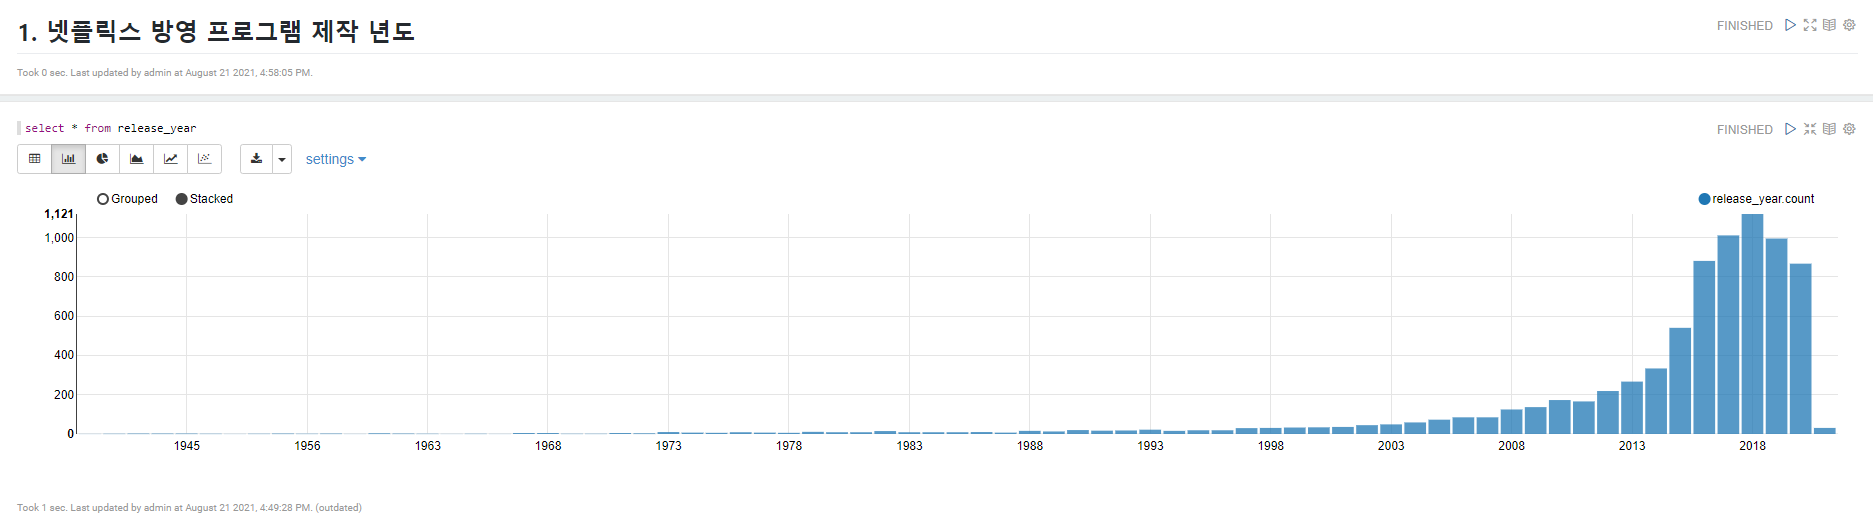 1. 넷플릭스 방영 프로그램 제작 년도
FINISHED
Took 0 sec. Last updated by admin at August 21 2021, 4:58:05 PM.
select * from release_year
FINISHED
settings
Grouped Stacked
release_year.count
1,121
1,000
800
600
400
200
0
1945 1956 1963 1968 1973 1978 1983 1988 1993 1998 2003 2008 2013 2018
Took 1 sec. Last updated by admin at August 21 2021, 4:49:28 PM. (outdated)